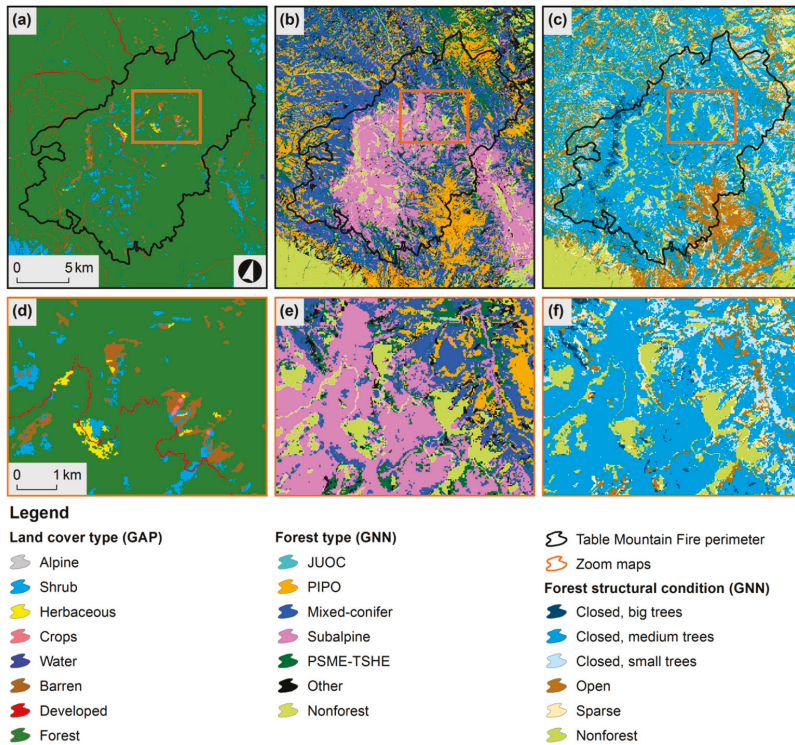 (a)
(b)
(c)
0 5 km
(d)
(e)
(f)
0 1 km
Legend
Land cover type (GAP)
Alpine
Shrub
Herbaceous
Crops
Water
Barren
Developed
Forest
Forest type (GNN)
JUOC
PIPO
Mixed-conifer
Subalpine
PSME-TSHE
Other
Nonforest
Table Mountain Fire perimeter
Zoom maps
Forest structural condition (GNN)
Closed, big trees
Closed, medium trees
Closed, small trees
Open
Sparse
Nonforest